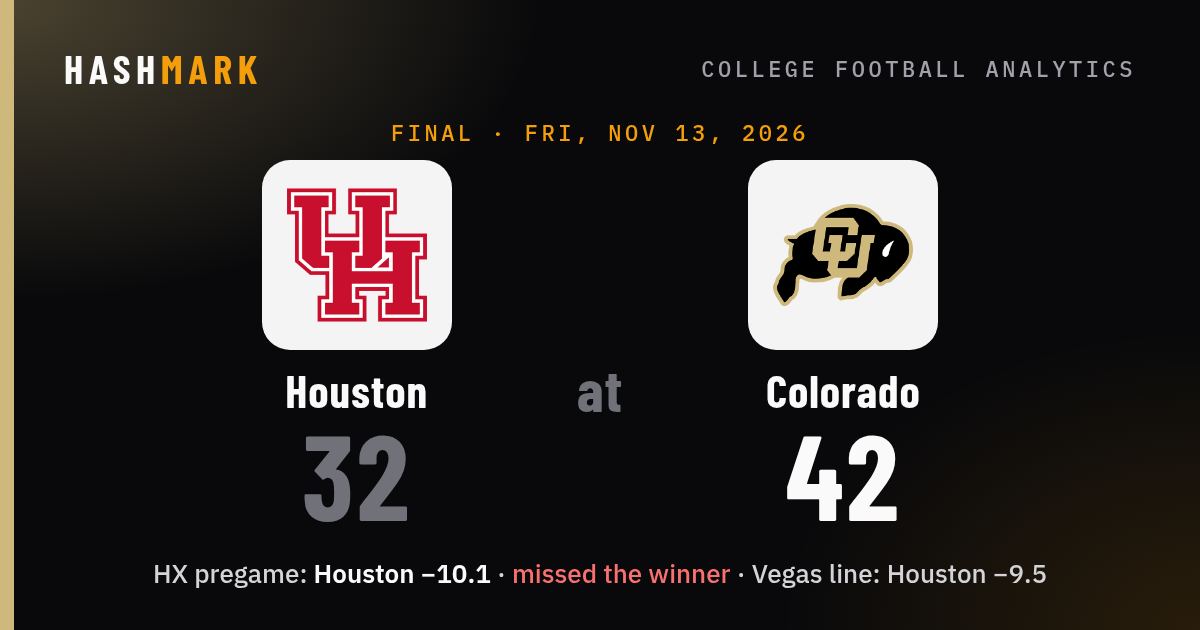 HASHMARK
COLLEGE FOOTBALL ANALYTICS
FINAL · FRI, NOV 13, 2026
UH
CU
Houston at Colorado
32 42
HX pregame: Houston −10.1 · missed the winner · Vegas line: Houston −9.5